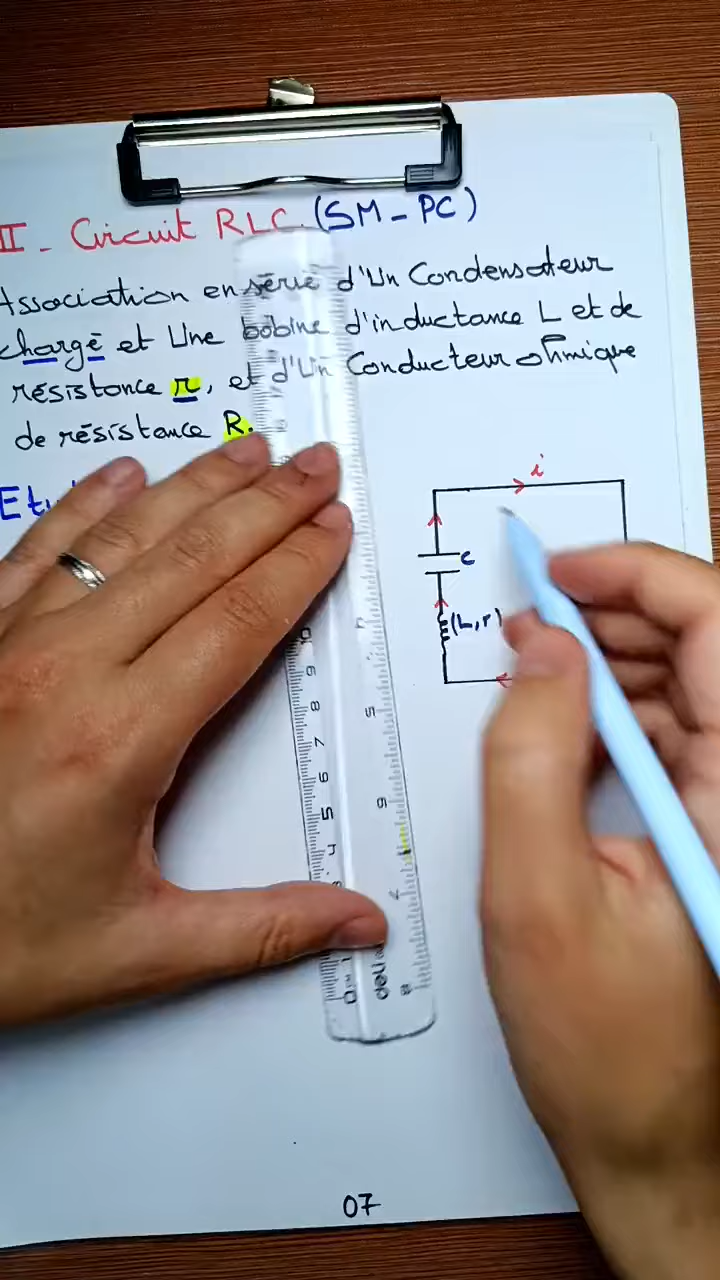 II - Circuit RLC. (SM - PC)
Association en série d'Un Condensateur
chargé et Une bobine d'inductance L et de
résistance r, et d'Un Conducteur ohmique
de résistance R.
i
C
(L,r)
07